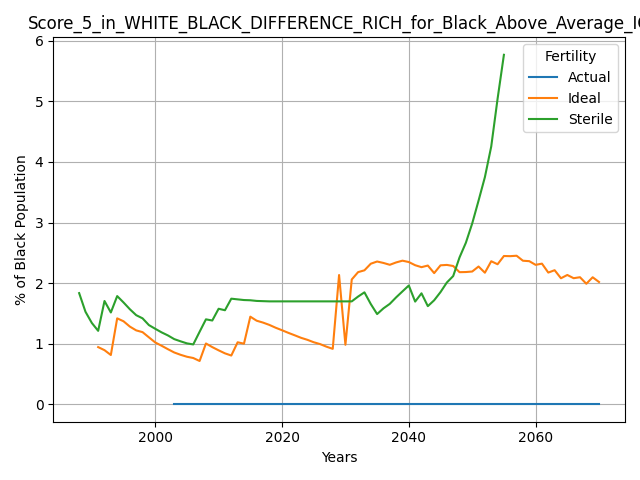 Score_5_in_WHITE_BLACK_DIFFERENCE_RICH_for_Black_Above_Average_I
Fertility
Actual
Ideal
Sterile
% of Black Population
6
5
4
3
2
1
0
2000 2020 2040 2060
Years